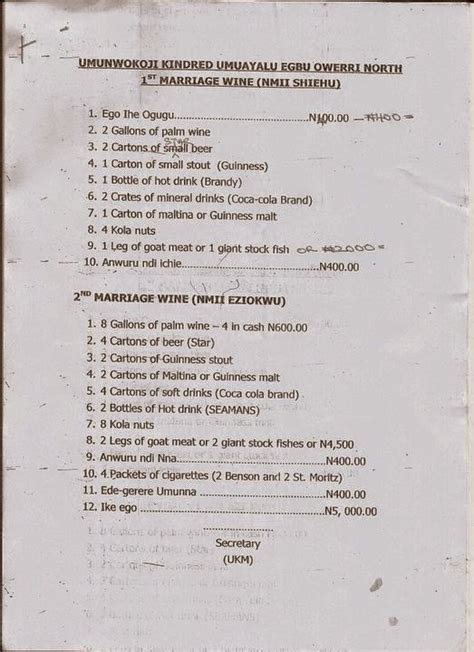 UMUNWOKOJI KINDRED UMUAYALU EGBU OWERRI NORTH
1ST MARRIAGE WINE (NMII SHIEHU)
1. Ego Ihe Ogugu.....................................N100.00 — ₦400=
2. 2 Gallons of palm wine
STAR
3. 2 Cartons of small beer
4. 1 Carton of small stout (Guinness)
5. 1 Bottle of hot drink (Brandy)
6. 2 Crates of mineral drinks (Coca-cola Brand)
7. 1 Carton of maltina or Guinness malt
8. 4 Kola nuts
9. 1 Leg of goat meat or 1 giant stock fish OR ₦2000=
10. Anwuru ndi ichie.....................................N400.00
2ND MARRIAGE WINE (NMII EZIOKWU)
1. 8 Gallons of palm wine – 4 in cash N600.00
2. 4 Cartons of beer (Star)
3. 2 Cartons of Guinness stout
4. 2 Cartons of Maltina or Guinness malt
5. 4 Cartons of soft drinks (Coca cola brand)
6. 2 Bottles of Hot drink (SEAMANS)
7. 8 Kola nuts
8. 2 Legs of goat meat or 2 giant stock fishes or N4,500
9. Anwuru ndi Nna.....................................N400.00
10. 4 Packets of cigarettes (2 Benson and 2 St. Moritz)
11. Ede-gerere Umunna.....................................N400.00
12. Ike ego.....................................N5, 000.00
.....................
Secretary
(UKM)